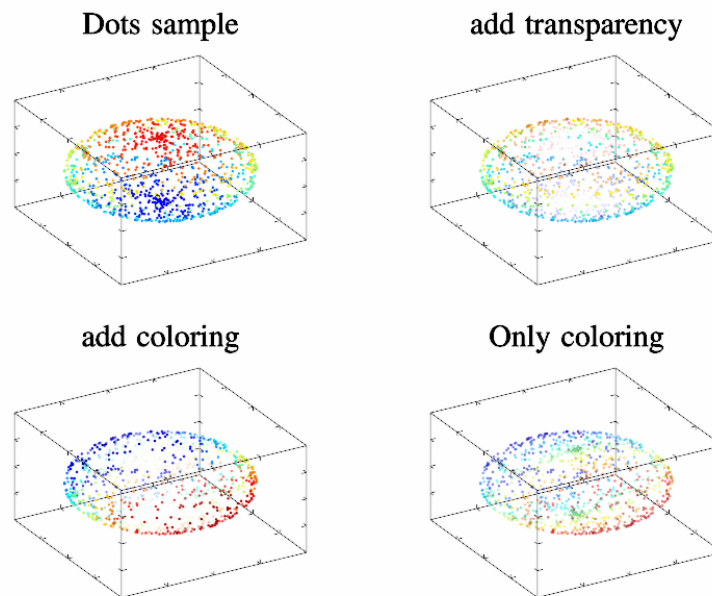 Dots sample
add transparency
add coloring
Only coloring